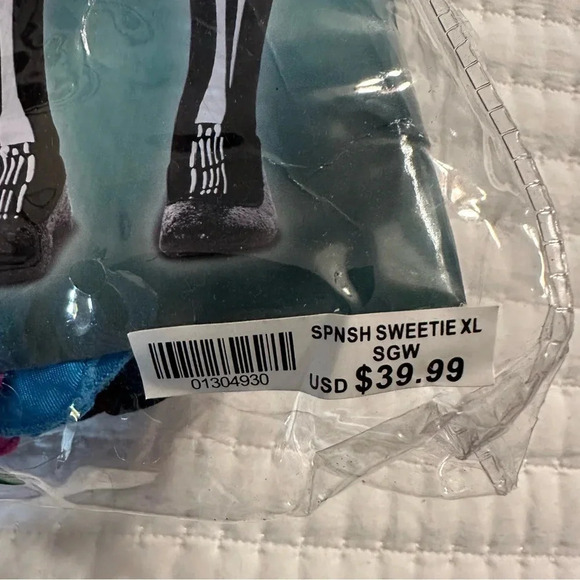 SPNSH SWEETIE XL
SGW
01304930
USD $39.99